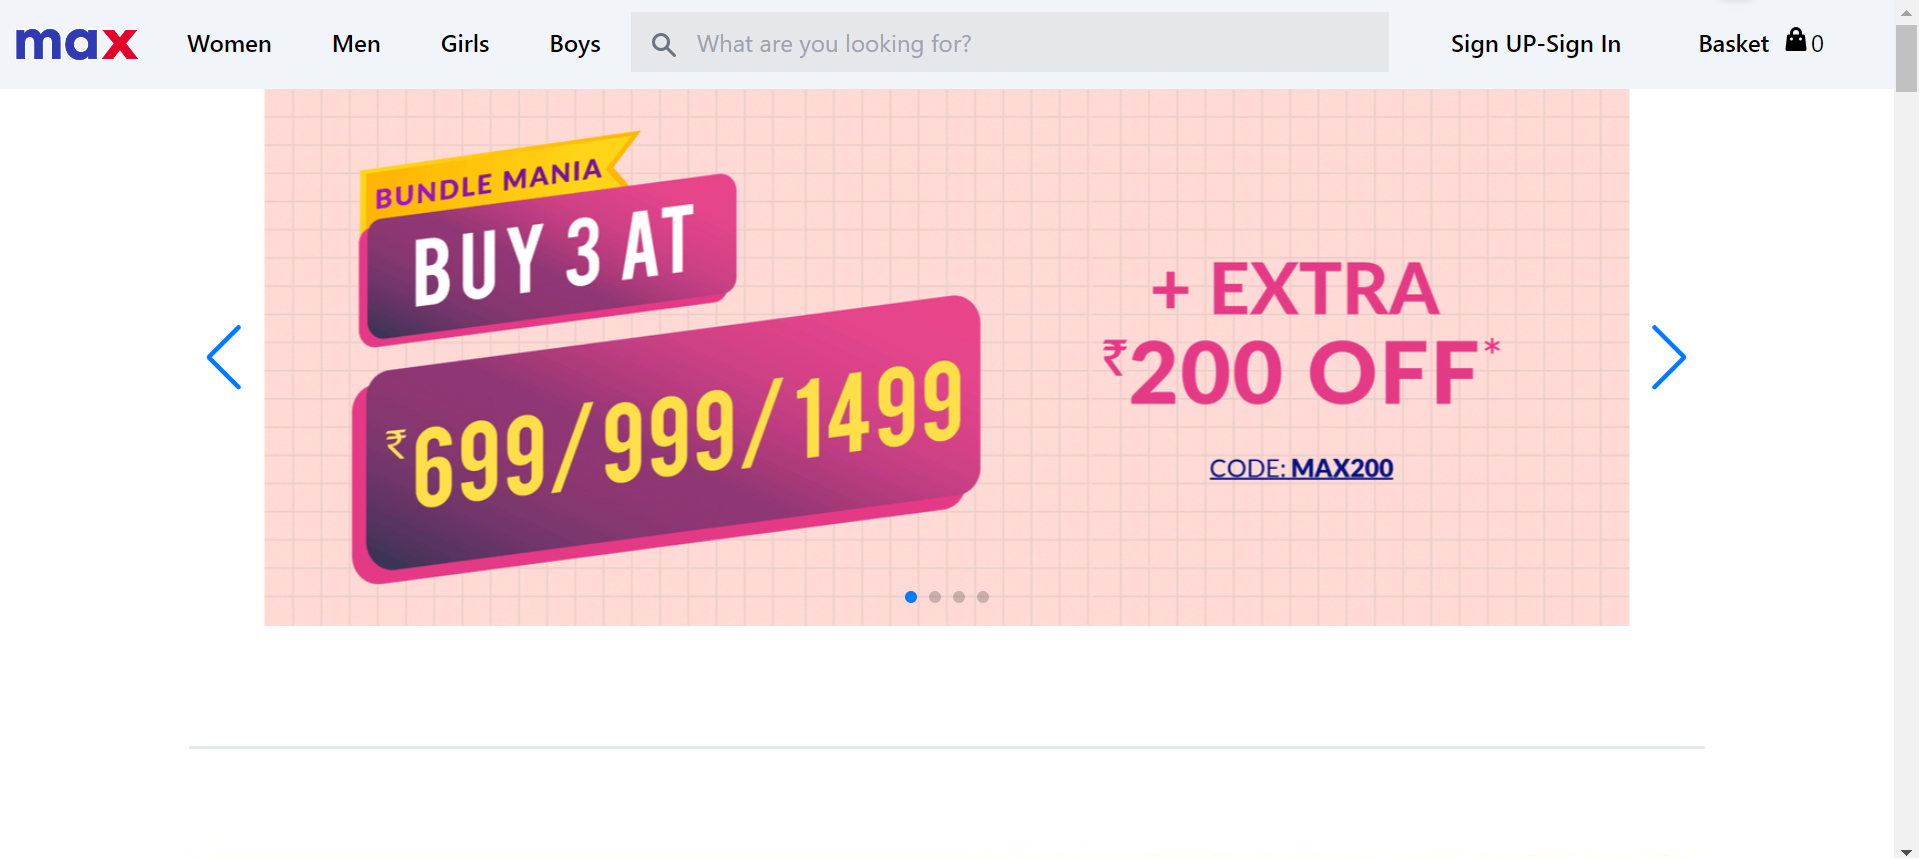 max Women Men Girls Boys What are you looking for? Sign UP-Sign In Basket 0
BUNDLE MANIA
BUY 3 AT
₹699/999/1499
+ EXTRA
₹200 OFF*
CODE: MAX200